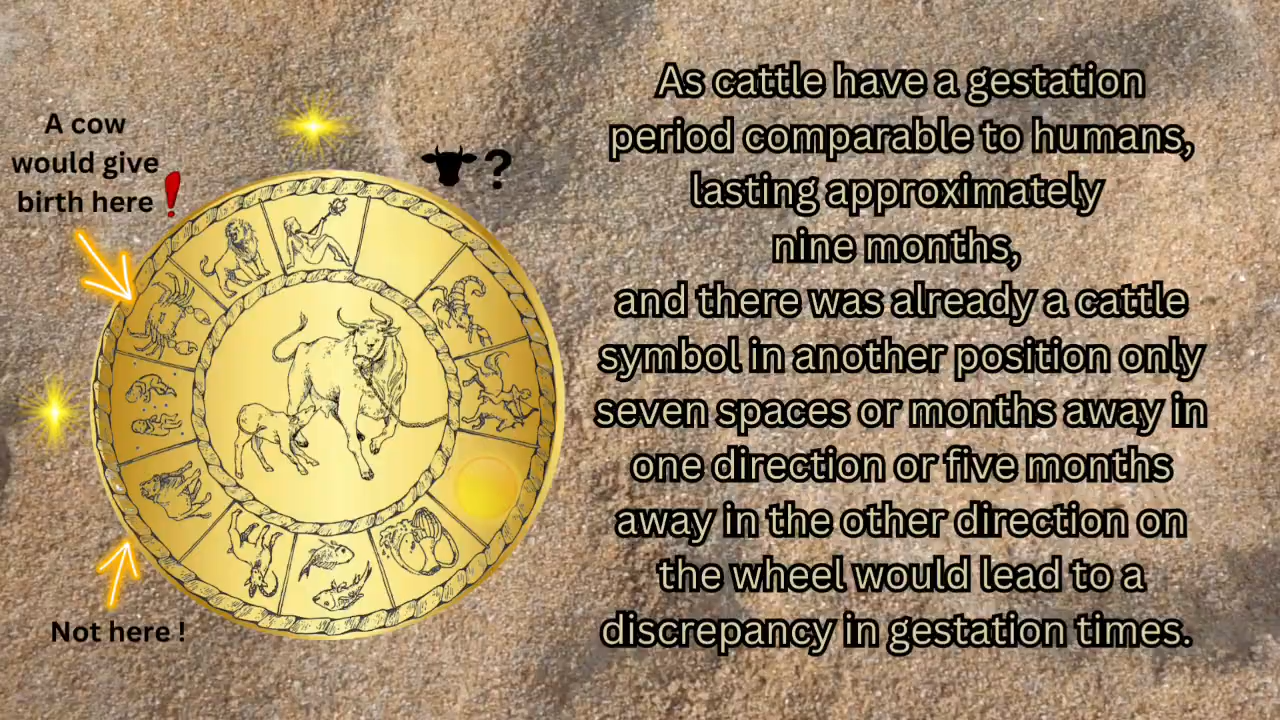 A cow
would give
birth here❗
?
Not here !
As cattle have a gestation
period comparable to humans,
lasting approximately
nine months,
and there was already a cattle
symbol in another position only
seven spaces or months away in
one direction or five months
away in the other direction on
the wheel would lead to a
discrepancy in gestation times.